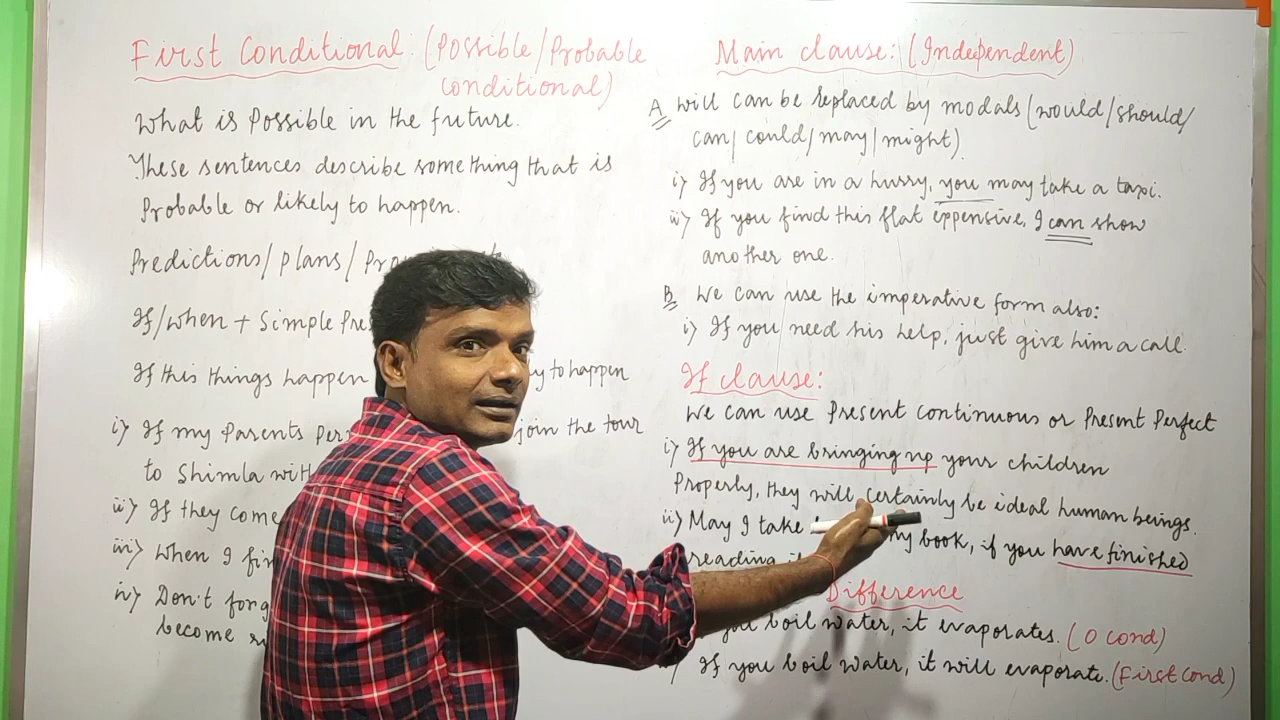 First Conditional: (Possible/Probable
conditional)
What is Possible in the future.
These sentences describe something that is
Probable or likely to happen.
Predictions/ Plans/
If/when + Simple
If this things happen to happen
i) If my Parents join the tour
to Shimla
ii) If they come
iii) When I
iv) Don't
become
Main clause: (Independent)
A will can be replaced by modals (would/should/
can/ could/may/might).
i) If you are in a hurry, you may take a taxi.
ii) If you find this flat expensive, I can show
another one.
B We can use the imperative form also:
i) If you need his help, just give him a call.
If clause:
We can use Present Continuous or Present Perfect
i) If you are bringing up your children
Properly, they will certainly be ideal human beings.
ii) May I take book, if you have finished
reading
Difference
boil water, it evaporates. (0 cond)
If you boil water, it will evaporate. (First cond)